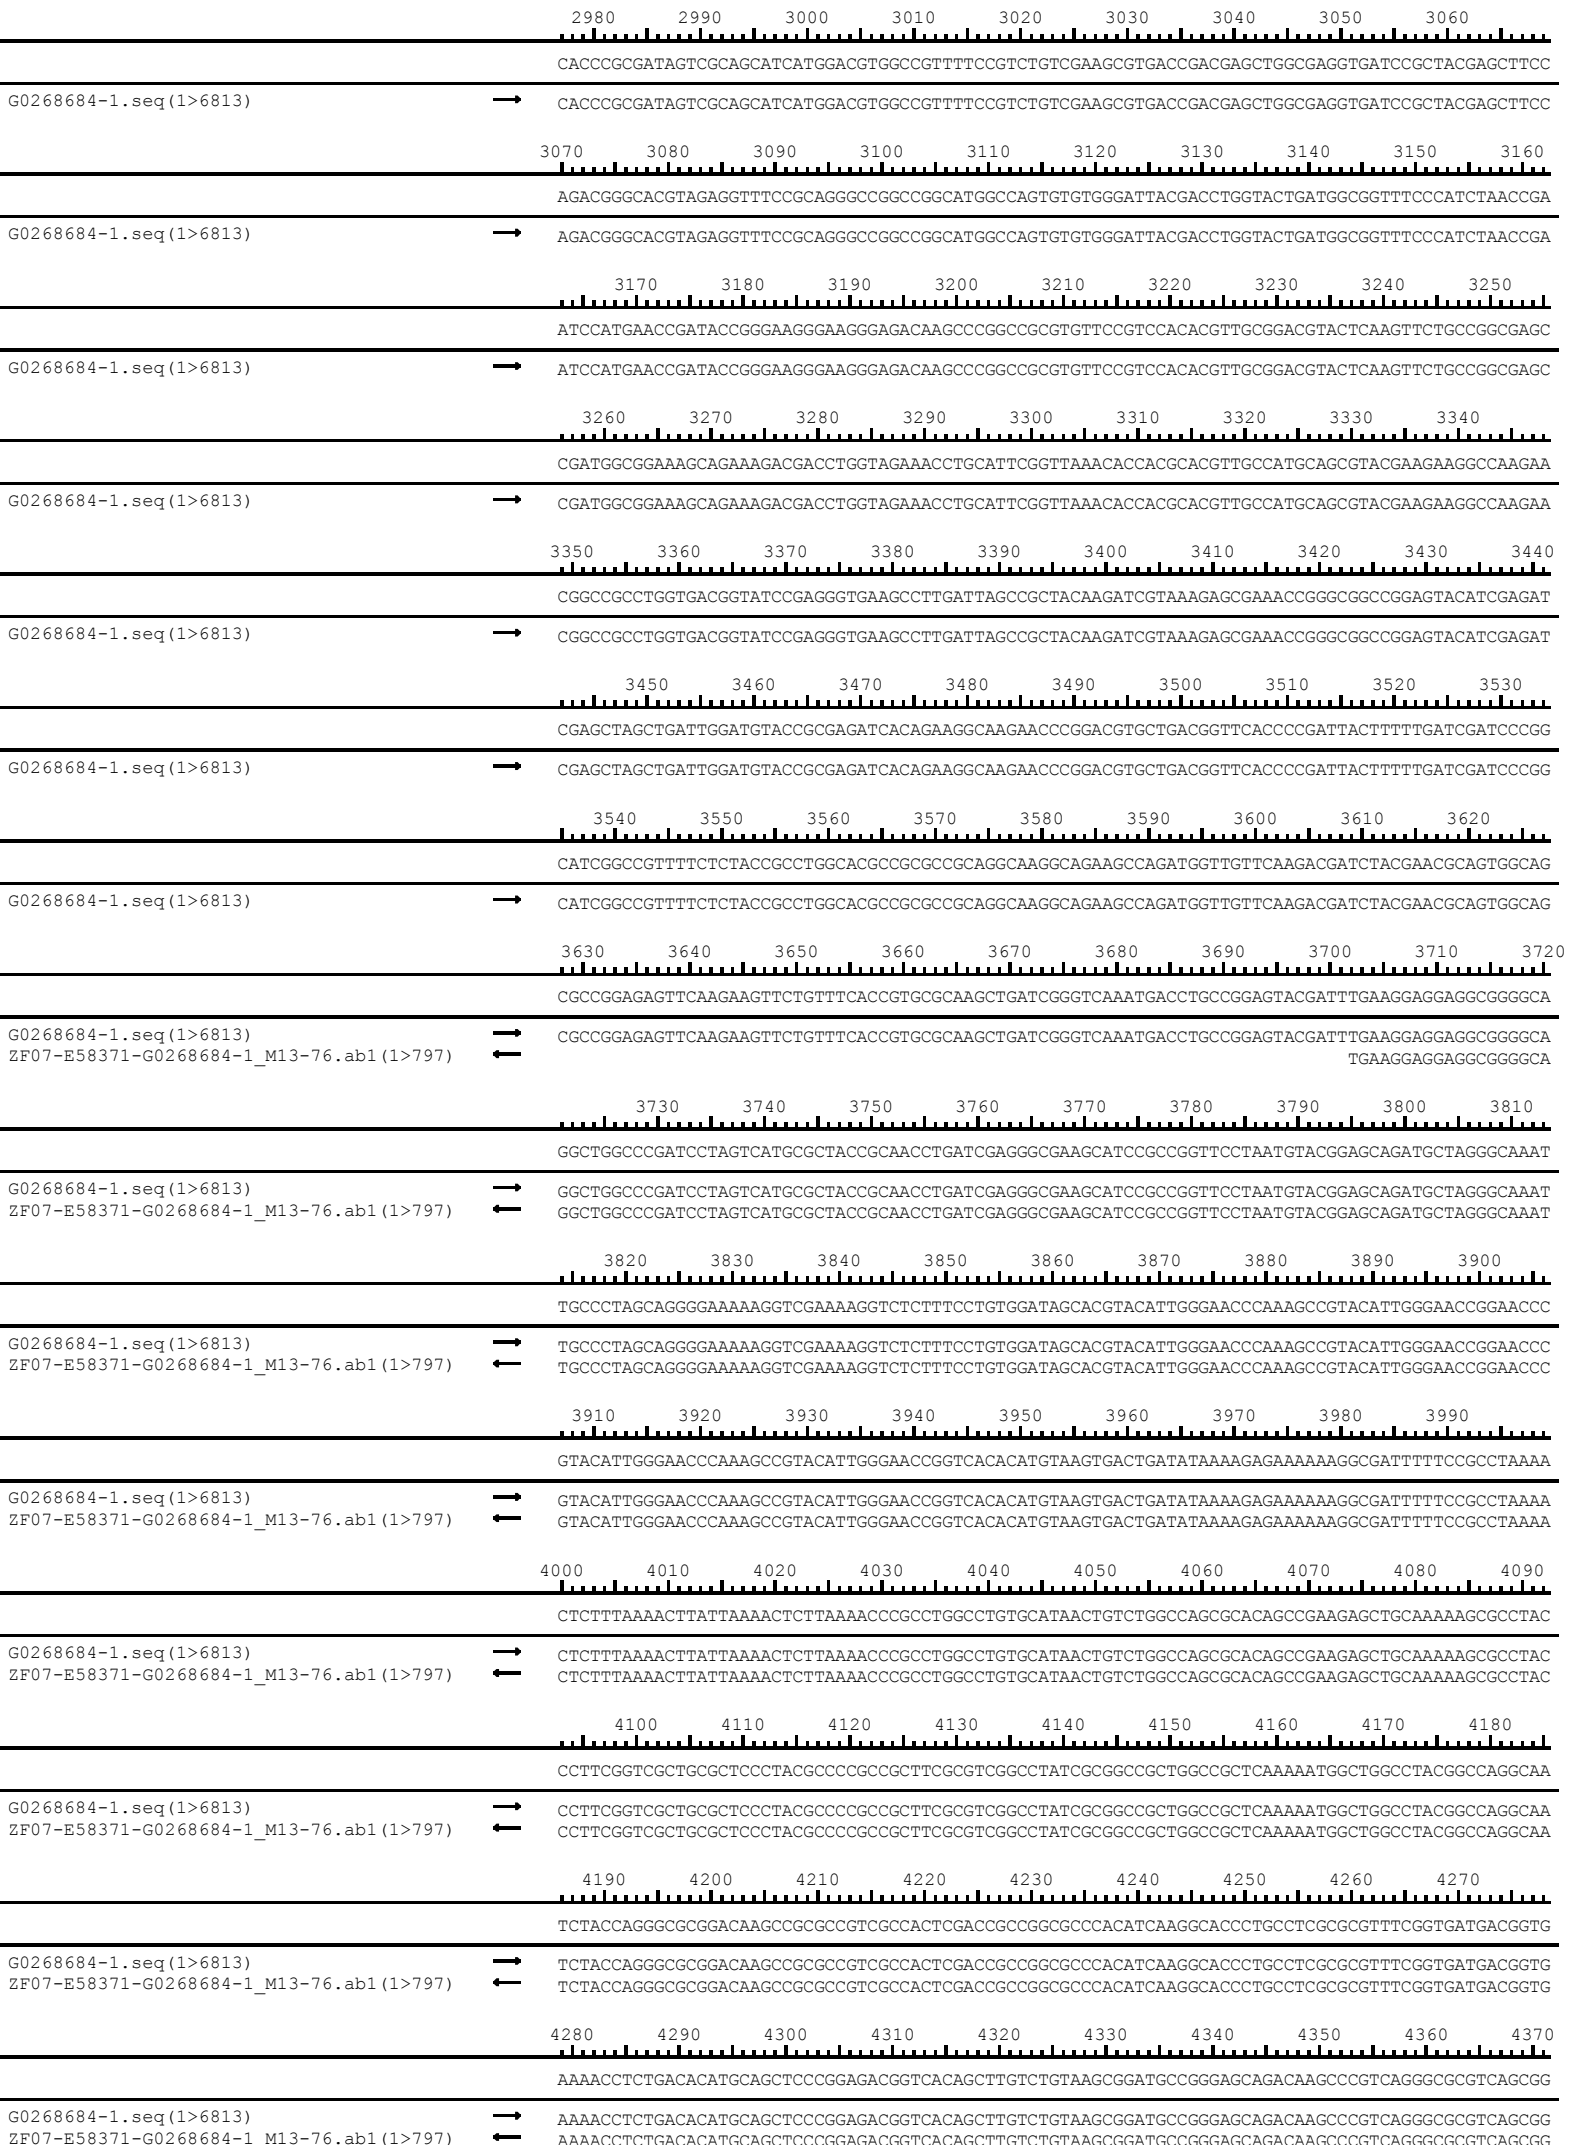 2980 2990 3000 3010 3020 3030 3040 3050 3060
CACCCGCGATAGTCGCAGCATCATGGACGTGGCCGTTTTCCGTCTGTCGAAGCGTGACCGACGAGCTGGCGAGGTGATCCGCTACGAGCTTCC
G0268684-1.seq(1>6813) → CACCCGCGATAGTCGCAGCATCATGGACGTGGCCGTTTTCCGTCTGTCGAAGCGTGACCGACGAGCTGGCGAGGTGATCCGCTACGAGCTTCC
3070 3080 3090 3100 3110 3120 3130 3140 3150 3160
AGACGGGCACGTAGAGGTTTCCGCAGGGCCGGCCGGCATGGCCAGTGTGTGGGATTACGACCTGGTACTGATGGCGGTTTCCCATCTAACCGA
G0268684-1.seq(1>6813) → AGACGGGCACGTAGAGGTTTCCGCAGGGCCGGCCGGCATGGCCAGTGTGTGGGATTACGACCTGGTACTGATGGCGGTTTCCCATCTAACCGA
3170 3180 3190 3200 3210 3220 3230 3240 3250
ATCCATGAACCGATACCGGGAAGGGAAGGGAGACAAGCCCGGCCGCGTGTTCCGTCCACACGTTGCGGACGTACTCAAGTTCTGCCGGCGAGC
G0268684-1.seq(1>6813) → ATCCATGAACCGATACCGGGAAGGGAAGGGAGACAAGCCCGGCCGCGTGTTCCGTCCACACGTTGCGGACGTACTCAAGTTCTGCCGGCGAGC
3260 3270 3280 3290 3300 3310 3320 3330 3340
CGATGGCGGAAAGCAGAAAGACGACCTGGTAGAAACCTGCATTCGGTTAAACACCACGCACGTTGCCATGCAGCGTACGAAGAAGGCCAAGAA
G0268684-1.seq(1>6813) → CGATGGCGGAAAGCAGAAAGACGACCTGGTAGAAACCTGCATTCGGTTAAACACCACGCACGTTGCCATGCAGCGTACGAAGAAGGCCAAGAA
3350 3360 3370 3380 3390 3400 3410 3420 3430 3440
CGGCCGCCTGGTGACGGTATCCGAGGGTGAAGCCTTGATTAGCCGCTACAAGATCGTAAAGAGCGAAACCGGGCGGCCGGAGTACATCGAGAT
G0268684-1.seq(1>6813) → CGGCCGCCTGGTGACGGTATCCGAGGGTGAAGCCTTGATTAGCCGCTACAAGATCGTAAAGAGCGAAACCGGGCGGCCGGAGTACATCGAGAT
3450 3460 3470 3480 3490 3500 3510 3520 3530
CGAGCTAGCTGATTGGATGTACCGCGAGATCACAGAAGGCAAGAACCCGGACGTGCTGACGGTTCACCCCGATTACTTTTTGATCGATCCCGG
G0268684-1.seq(1>6813) → CGAGCTAGCTGATTGGATGTACCGCGAGATCACAGAAGGCAAGAACCCGGACGTGCTGACGGTTCACCCCGATTACTTTTTGATCGATCCCGG
3540 3550 3560 3570 3580 3590 3600 3610 3620
CATCGGCCGTTTTCTCTACCGCCTGGCACGCCGCGCCGCAGGCAAGGCAGAAGCCAGATGGTTGTTCAAGACGATCTACGAACGCAGTGGCAG
G0268684-1.seq(1>6813) → CATCGGCCGTTTTCTCTACCGCCTGGCACGCCGCGCCGCAGGCAAGGCAGAAGCCAGATGGTTGTTCAAGACGATCTACGAACGCAGTGGCAG
3630 3640 3650 3660 3670 3680 3690 3700 3710 3720
CGCCGGAGAGTTCAAGAAGTTCTGTTTCACCGTGCGCAAGCTGATCGGGTCAAATGACCTGCCGGAGTACGATTTGAAGGAGGAGGCGGGGCA
G0268684-1.seq(1>6813) → CGCCGGAGAGTTCAAGAAGTTCTGTTTCACCGTGCGCAAGCTGATCGGGTCAAATGACCTGCCGGAGTACGATTTGAAGGAGGAGGCGGGGCA
ZF07-E58371-G0268684-1_M13-76.ab1(1>797) ← TGAAGGAGGAGGCGGGGCA
3730 3740 3750 3760 3770 3780 3790 3800 3810
GGCTGGCCCGATCCTAGTCATGCGCTACCGCAACCTGATCGAGGGCGAAGCATCCGCCGGTTCCTAATGTACGGAGCAGATGCTAGGGCAAAT
G0268684-1.seq(1>6813) → GGCTGGCCCGATCCTAGTCATGCGCTACCGCAACCTGATCGAGGGCGAAGCATCCGCCGGTTCCTAATGTACGGAGCAGATGCTAGGGCAAAT
ZF07-E58371-G0268684-1_M13-76.ab1(1>797) ← GGCTGGCCCGATCCTAGTCATGCGCTACCGCAACCTGATCGAGGGCGAAGCATCCGCCGGTTCCTAATGTACGGAGCAGATGCTAGGGCAAAT
3820 3830 3840 3850 3860 3870 3880 3890 3900
TGCCCTAGCAGGGGAAAAAGGTCGAAAAGGTCTCTTTCCTGTGGATAGCACGTACATTGGGAACCCAAAGCCGTACATTGGGAACCGGAACCC
G0268684-1.seq(1>6813) → TGCCCTAGCAGGGGAAAAAGGTCGAAAAGGTCTCTTTCCTGTGGATAGCACGTACATTGGGAACCCAAAGCCGTACATTGGGAACCGGAACCC
ZF07-E58371-G0268684-1_M13-76.ab1(1>797) ← TGCCCTAGCAGGGGAAAAAGGTCGAAAAGGTCTCTTTCCTGTGGATAGCACGTACATTGGGAACCCAAAGCCGTACATTGGGAACCGGAACCC
3910 3920 3930 3940 3950 3960 3970 3980 3990
GTACATTGGGAACCCAAAGCCGTACATTGGGAACCGGTCACACATGTAAGTGACTGATATAAAAGAGAAAAAAGGCGATTTTTCCGCCTAAAA
G0268684-1.seq(1>6813) → GTACATTGGGAACCCAAAGCCGTACATTGGGAACCGGTCACACATGTAAGTGACTGATATAAAAGAGAAAAAAGGCGATTTTTCCGCCTAAAA
ZF07-E58371-G0268684-1_M13-76.ab1(1>797) ← GTACATTGGGAACCCAAAGCCGTACATTGGGAACCGGTCACACATGTAAGTGACTGATATAAAAGAGAAAAAAGGCGATTTTTCCGCCTAAAA
4000 4010 4020 4030 4040 4050 4060 4070 4080 4090
CTCTTTAAAACTTATTAAAACTCTTAAAACCCGCCTGGCCTGTGCATAACTGTCTGGCCAGCGCACAGCCGAAGAGCTGCAAAAAGCGCCTAC
G0268684-1.seq(1>6813) → CTCTTTAAAACTTATTAAAACTCTTAAAACCCGCCTGGCCTGTGCATAACTGTCTGGCCAGCGCACAGCCGAAGAGCTGCAAAAAGCGCCTAC
ZF07-E58371-G0268684-1_M13-76.ab1(1>797) ← CTCTTTAAAACTTATTAAAACTCTTAAAACCCGCCTGGCCTGTGCATAACTGTCTGGCCAGCGCACAGCCGAAGAGCTGCAAAAAGCGCCTAC
4100 4110 4120 4130 4140 4150 4160 4170 4180
CCTTCGGTCGCTGCGCTCCCTACGCCCCGCCGCTTCGCGTCGGCCTATCGCGGCCGCTGGCCGCTCAAAAATGGCTGGCCTACGGCCAGGCAA
G0268684-1.seq(1>6813) → CCTTCGGTCGCTGCGCTCCCTACGCCCCGCCGCTTCGCGTCGGCCTATCGCGGCCGCTGGCCGCTCAAAAATGGCTGGCCTACGGCCAGGCAA
ZF07-E58371-G0268684-1_M13-76.ab1(1>797) ← CCTTCGGTCGCTGCGCTCCCTACGCCCCGCCGCTTCGCGTCGGCCTATCGCGGCCGCTGGCCGCTCAAAAATGGCTGGCCTACGGCCAGGCAA
4190 4200 4210 4220 4230 4240 4250 4260 4270
TCTACCAGGGCGCGGACAAGCCGCGCCGTCGCCACTCGACCGCCGGCGCCCACATCAAGGCACCCTGCCTCGCGCGTTTCGGTGATGACGGTG
G0268684-1.seq(1>6813) → TCTACCAGGGCGCGGACAAGCCGCGCCGTCGCCACTCGACCGCCGGCGCCCACATCAAGGCACCCTGCCTCGCGCGTTTCGGTGATGACGGTG
ZF07-E58371-G0268684-1_M13-76.ab1(1>797) ← TCTACCAGGGCGCGGACAAGCCGCGCCGTCGCCACTCGACCGCCGGCGCCCACATCAAGGCACCCTGCCTCGCGCGTTTCGGTGATGACGGTG
4280 4290 4300 4310 4320 4330 4340 4350 4360 4370
AAAACCTCTGACACATGCAGCTCCCGGAGACGGTCACAGCTTGTCTGTAAGCGGATGCCGGGAGCAGACAAGCCCGTCAGGGCGCGTCAGCGG
G0268684-1.seq(1>6813) → AAAACCTCTGACACATGCAGCTCCCGGAGACGGTCACAGCTTGTCTGTAAGCGGATGCCGGGAGCAGACAAGCCCGTCAGGGCGCGTCAGCGG
ZF07-E58371-G0268684-1_M13-76.ab1(1>797) ← AAAACCTCTGACACATGCAGCTCCCGGAGACGGTCACAGCTTGTCTGTAAGCGGATGCCGGGAGCAGACAAGCCCGTCAGGGCGCGTCAGCGG